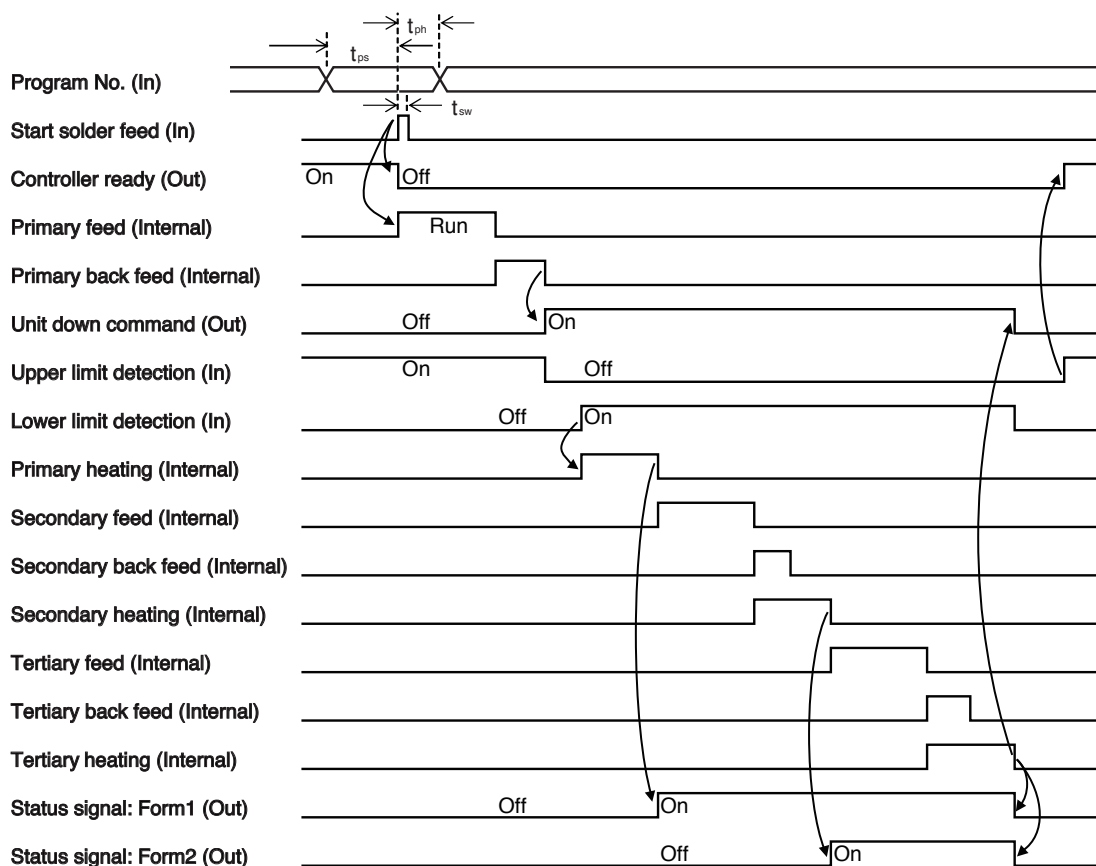 t ph
t ps
Program No. (In)
t sw
Start solder feed (In)
Controller ready (Out)
On
Off
Primary feed (Internal)
Run
Primary back feed (Internal)
Unit down command (Out)
Off
On
Upper limit detection (In)
On
Off
Lower limit detection (In)
Off
On
Primary heating (Internal)
Secondary feed (Internal)
Secondary back feed (Internal)
Secondary heating (Internal)
Tertiary feed (Internal)
Tertiary back feed (Internal)
Tertiary heating (Internal)
Status signal: Form1 (Out)
Off
On
Status signal: Form2 (Out)
Off
On